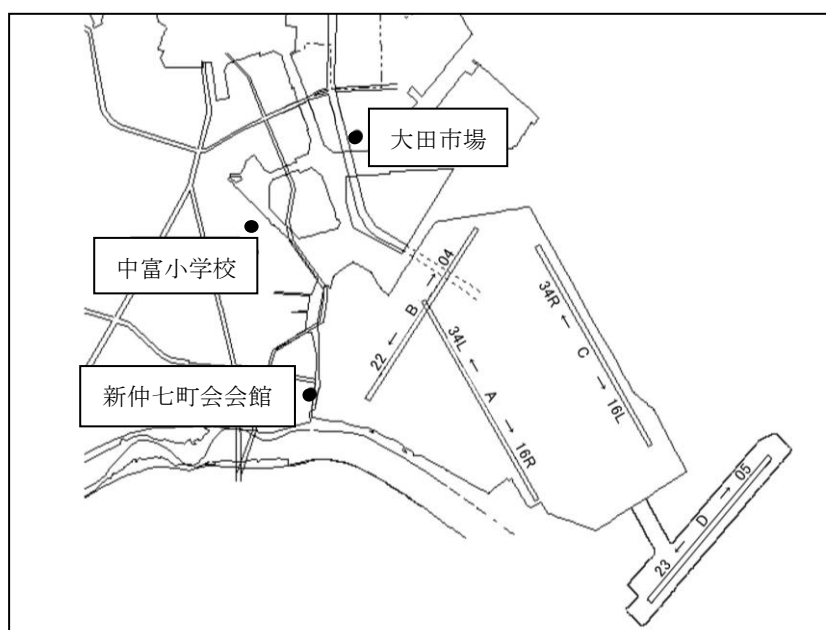 大田市場
中富小学校
新仲七町会会館
22 ← B → 04
34L ← A → 16R
34R ← C → 16L
23 ← D → 05